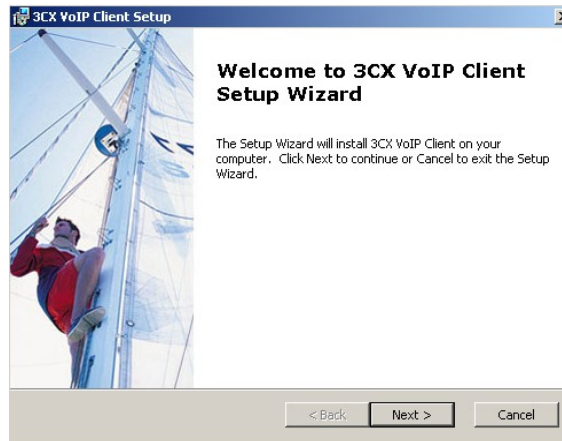 3CX VoIP Client Setup
Welcome to 3CX VoIP Client
Setup Wizard
The Setup Wizard will install 3CX VoIP Client on your
computer. Click Next to continue or Cancel to exit the Setup
Wizard.
< Back
Next >
Cancel